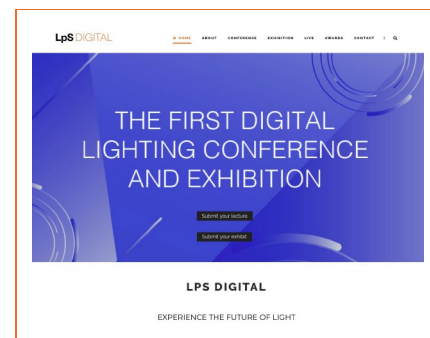 LpS DIGITAL
HOME ABOUT CONFERENCE EXHIBITION LIVE AWARDS CONTACT
THE FIRST DIGITAL
LIGHTING CONFERENCE
AND EXHIBITION
Submit your lecture
Submit your exhibit
LPS DIGITAL
EXPERIENCE THE FUTURE OF LIGHT